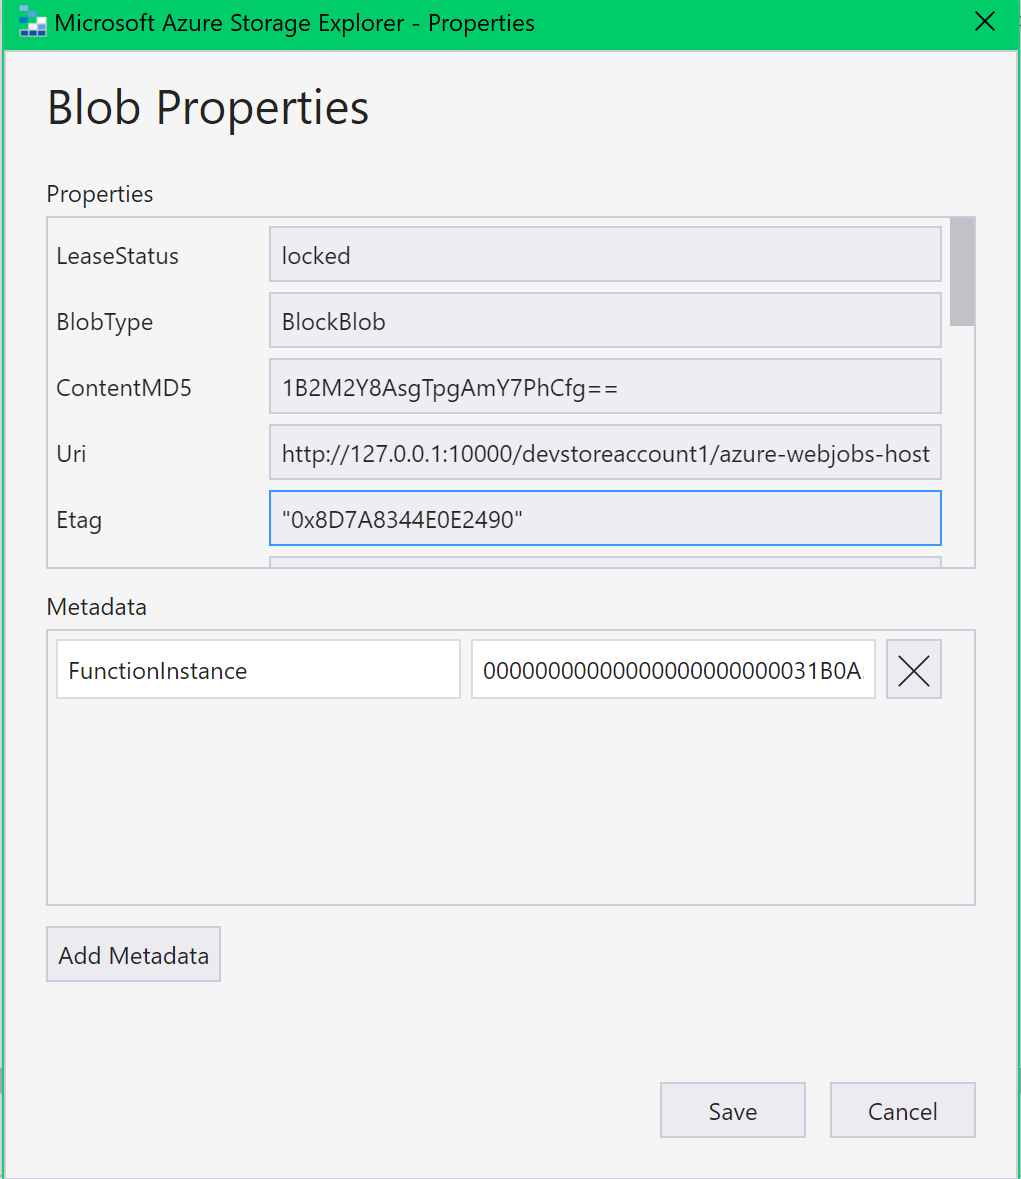 Microsoft Azure Storage Explorer - Properties
Blob Properties
Properties
LeaseStatus locked
BlobType BlockBlob
ContentMD5 1B2M2Y8AsgTpgAmY7PhCfg==
Uri http://127.0.0.1:10000/devstoreaccount1/azure-webjobs-host
Etag "0x8D7A8344E0E2490"
Metadata
FunctionInstance 00000000000000000000000031B0A
Add Metadata
Save Cancel